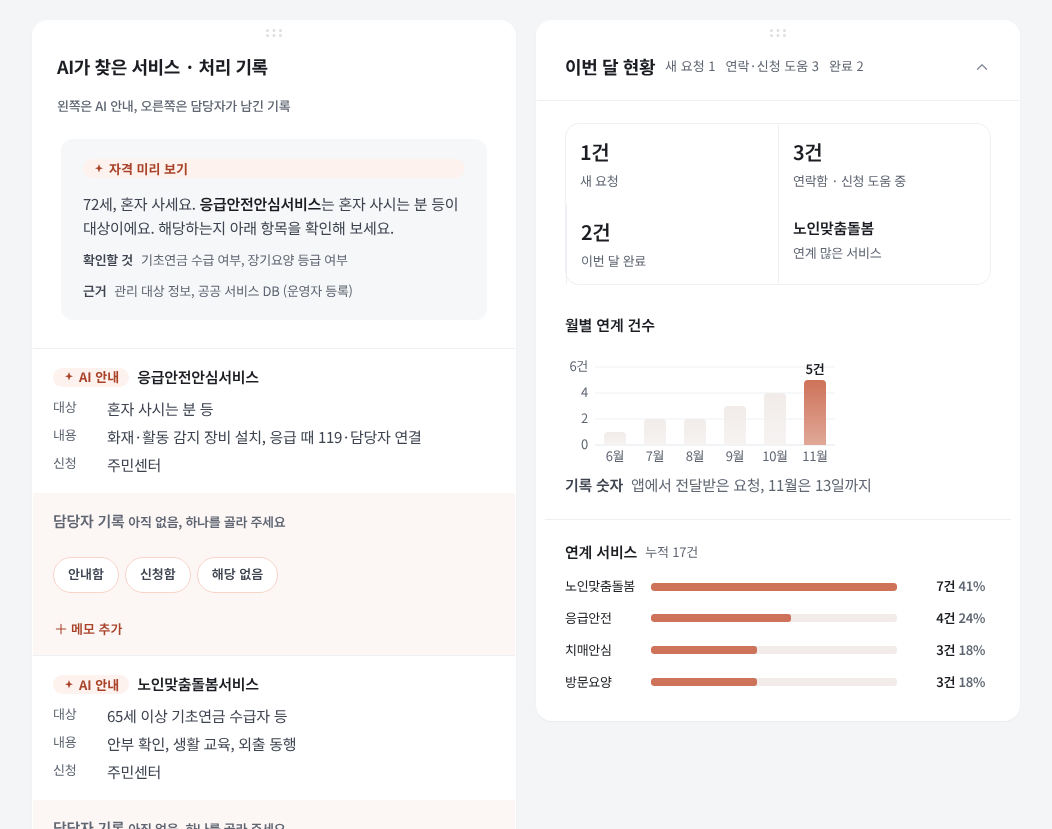 AI가 찾은 서비스 · 처리 기록
왼쪽은 AI 안내, 오른쪽은 담당자가 남긴 기록
자격 미리 보기
72세, 혼자 사세요. 응급안전안심서비스는 혼자 사시는 분 등이
대상이에요. 해당하는지 아래 항목을 확인해 보세요.
확인할 것 기초연금 수급 여부, 장기요양 등급 여부
근거 관리 대상 정보, 공공 서비스 DB (운영자 등록)
AI 안내 응급안전안심서비스
대상 혼자 사시는 분 등
내용 화재·활동 감지 장비 설치, 응급 때 119·담당자 연결
신청 주민센터
담당자 기록 아직 없음, 하나를 골라 주세요
안내함 신청함 해당 없음
+ 메모 추가
AI 안내 노인맞춤돌봄서비스
대상 65세 이상 기초연금 수급자 등
내용 안부 확인, 생활 교육, 외출 동행
신청 주민센터
담당자 기록 아직 없음, 하나를 골라 주세요
이번 달 현황 새 요청 1 연락·신청 도움 3 완료 2
1건
새 요청
3건
연락함 · 신청 도움 중
2건
이번 달 완료
노인맞춤돌봄
연계 많은 서비스
월별 연계 건수
6건
4
2
0
5건
6월 7월 8월 9월 10월 11월
기록 숫자 앱에서 전달받은 요청, 11월은 13일까지
연계 서비스 누적 17건
노인맞춤돌봄 7건 41%
응급안전 4건 24%
치매안심 3건 18%
방문요양 3건 18%